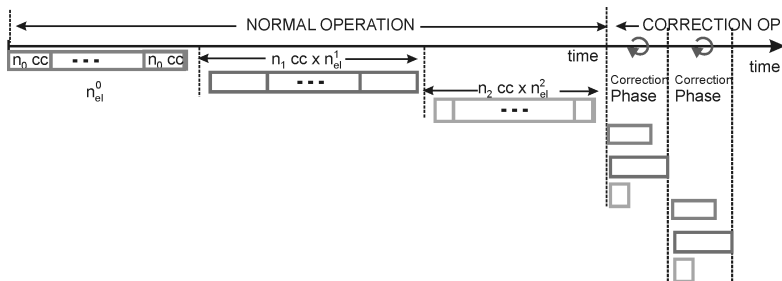 NORMAL OPERATION
CORRECTION OP
n0 cc
n0 cc
n1 cc x n1el
time
time
n0el
n2 cc x n2el
Correction
Phase
Correction
Phase